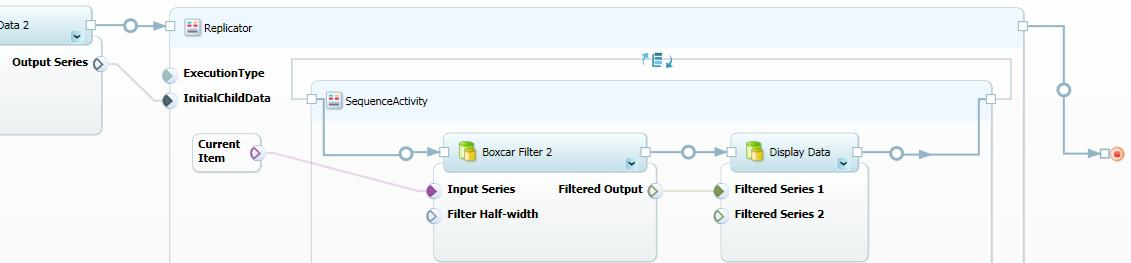 Data 2
Replicator
Output Series
ExecutionType
InitialChildData
SequenceActivity
Current
Item
Boxcar Filter 2
Display Data
Input Series
Filtered Output
Filtered Series 1
Filter Half-width
Filtered Series 2